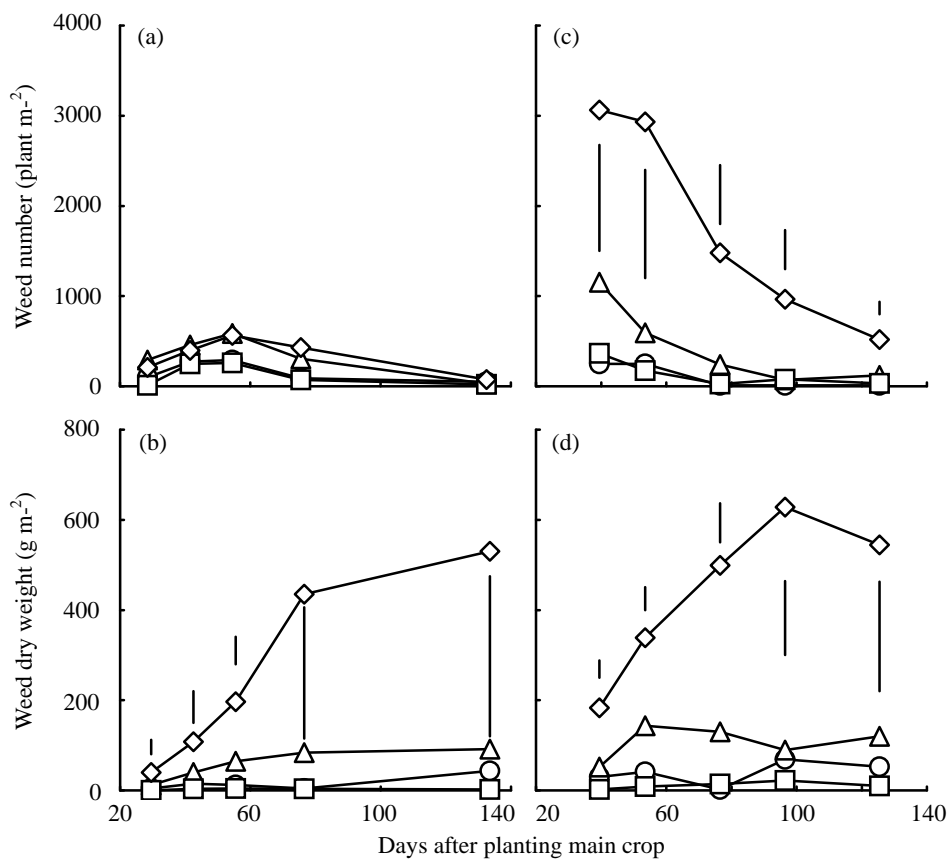 4000
(a)
(c)
3000
2000
1000
0
Weed number (plant m-²)
800
(b)
(d)
600
400
200
0
Weed dry weight (g m-²)
20
60
100
140
20
60
100
140
Days after planting main crop